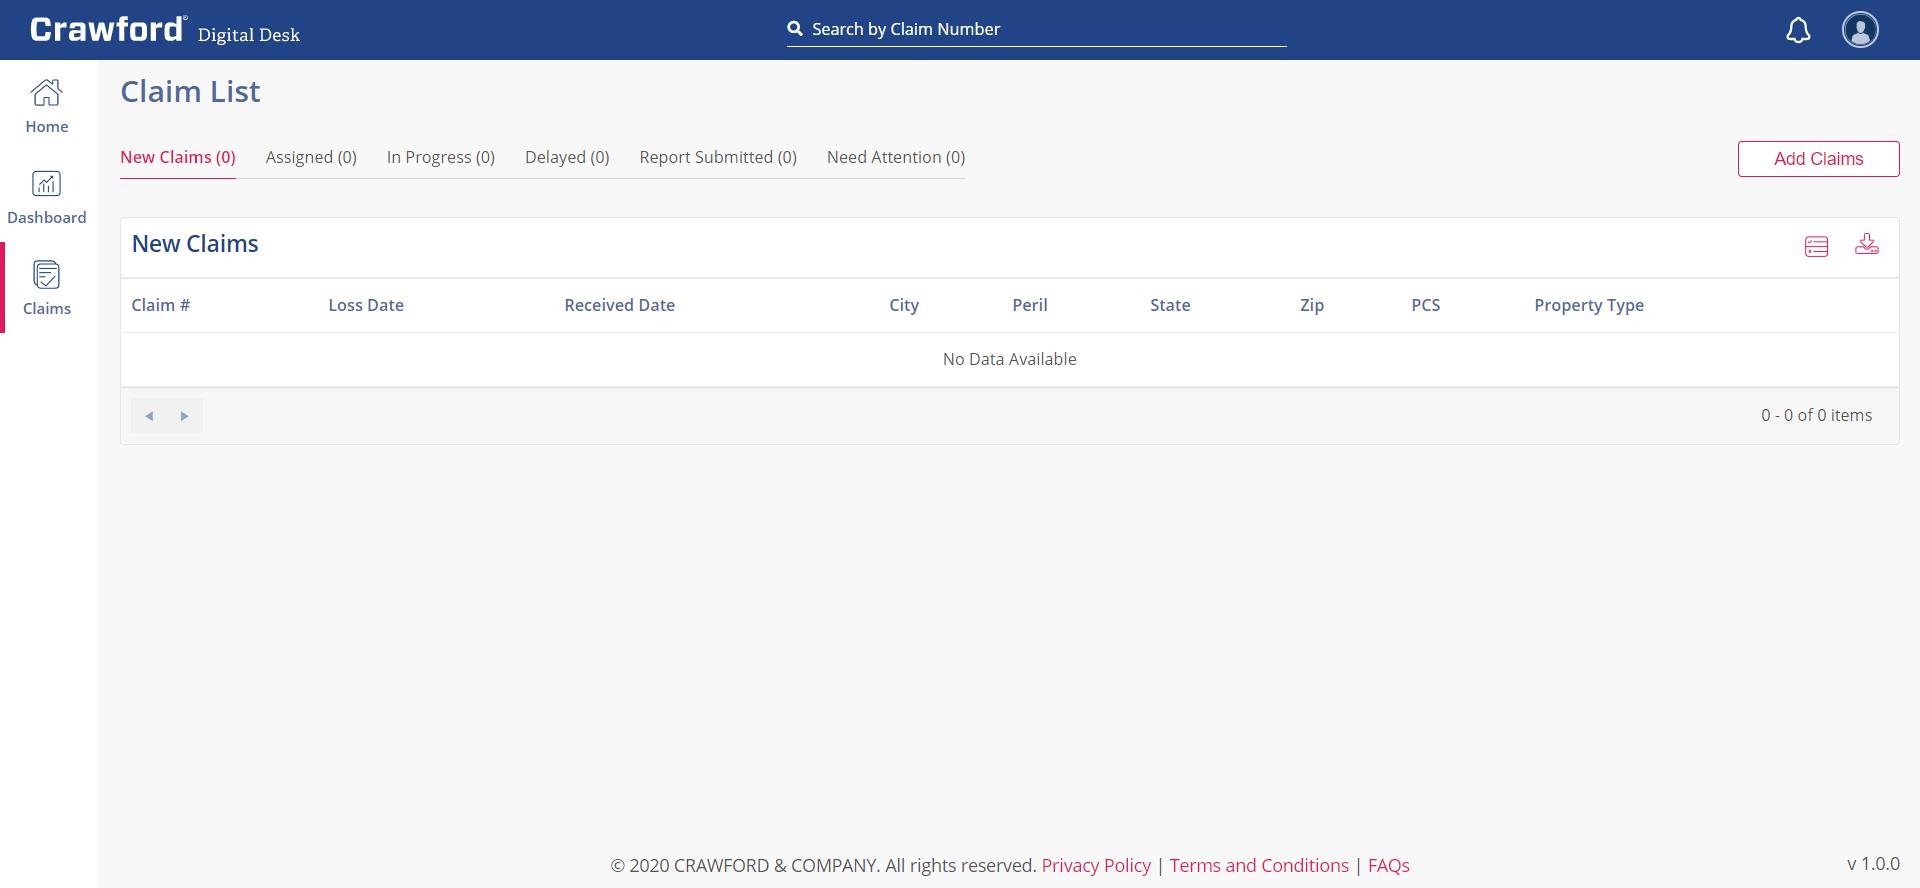 Crawford® Digital Desk
Search by Claim Number
Home
Dashboard
Claims
Claim List
New Claims (0) Assigned (0) In Progress (0) Delayed (0) Report Submitted (0) Need Attention (0)
Add Claims
New Claims
Claim # Loss Date Received Date City Peril State Zip PCS Property Type
No Data Available
0 - 0 of 0 items
© 2020 CRAWFORD & COMPANY. All rights reserved. Privacy Policy | Terms and Conditions | FAQs
v 1.0.0